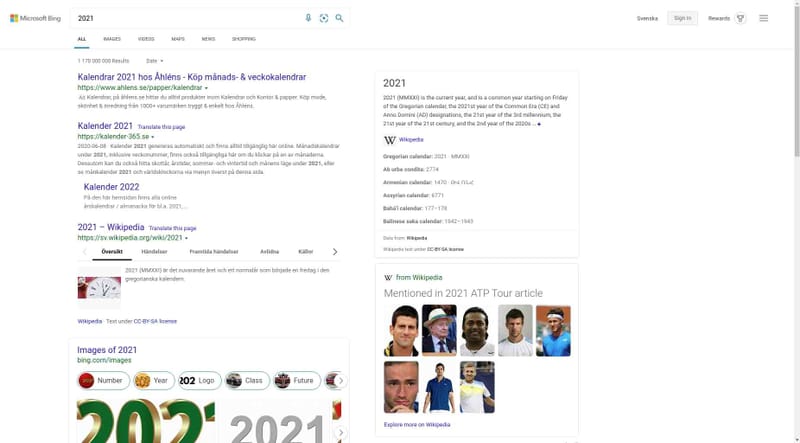 Microsoft Bing
2021
Svenska
Sign in
Rewards
ALL
IMAGES
VIDEOS
MAPS
NEWS
SHOPPING
1 170 000 000 Results
Date
Kalendrar 2021 hos Åhléns - Köp månads- & veckokalendrar
https://www.ahlens.se/papper/kalendrar
Ad Kalendrar, på åhlens.se hittar du alltid produkter inom Kalendrar och Kontor & papper. Köp mode,
skönhet & inredning från 1000+ varumärken tryggt & enkelt hos Åhléns.
Kalender 2021 Translate this page
https://kalender-365.se
2020-06-08 · Kalender 2021 genereras automatiskt och finns alltid tillgänglig här online. Månadskalendrar
under 2021, inklusive veckonummer, finns också tillgängliga här om du klickar på en av månaderna.
Dessutom kan du också hitta skottår, årstider, sommar- och vintertid och månens läge under 2021, eller
se månkalendern 2021 och världsklockorna via menyn överst på denna sida.
Kalender 2022
På den här hemsidan finns alla online
årskalendrar / almanacka för bl.a. 2021, ...
2021 – Wikipedia Translate this page
https://sv.wikipedia.org/wiki/2021
Översikt
Händelser
Framtida händelser
Avlidna
Källor
2021 (MMXXI) är det nuvarande året och ett normalår som började en fredag i den
gregorianska kalendern.
Wikipedia · Text under CC-BY-SA license
Images of 2021
bing.com/images
Number
Year
Logo
Class
Future
2021
2021
2021 (MMXXI) is the current year, and is a common year starting on Friday
of the Gregorian calendar, the 2021st year of the Common Era (CE) and
Anno Domini (AD) designations, the 21st year of the 3rd millennium, the
21st year of the 21st century, and the 2nd year of the 2020s ...
Wikipedia
Gregorian calendar: 2021 · MMXXI
Ab urbe condita: 2774
Armenian calendar: 1470
Assyrian calendar: 6771
Bahá'í calendar: 177–178
Balinese saka calendar: 1942–1943
Data from: Wikipedia
Wikipedia text under CC-BY-SA license
from Wikipedia
Mentioned in 2021 ATP Tour article
Explore more on Wikipedia